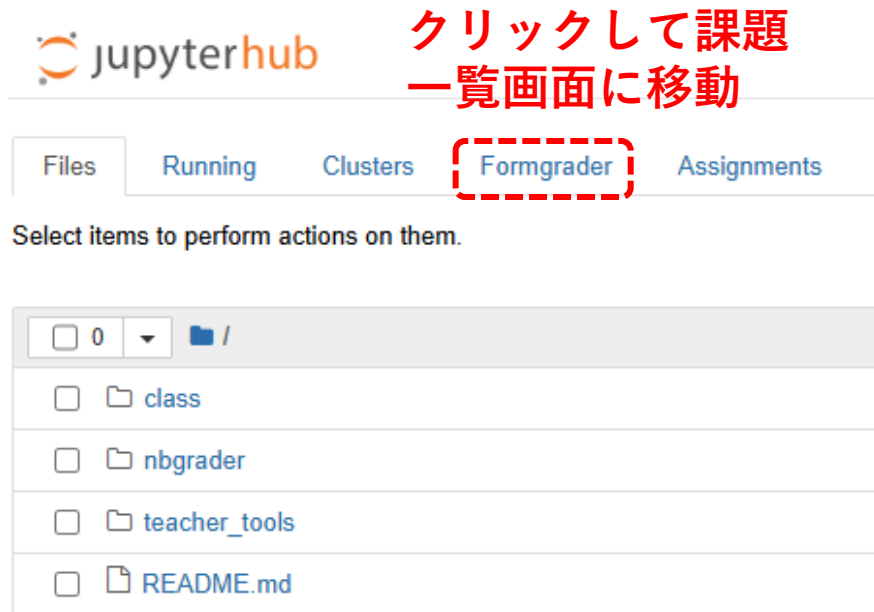 jupyterhub
クリックして課題
一覧画面に移動
Files Running Clusters Formgrader Assignments
Select items to perform actions on them.
0 /
class
nbgrader
teacher_tools
README.md